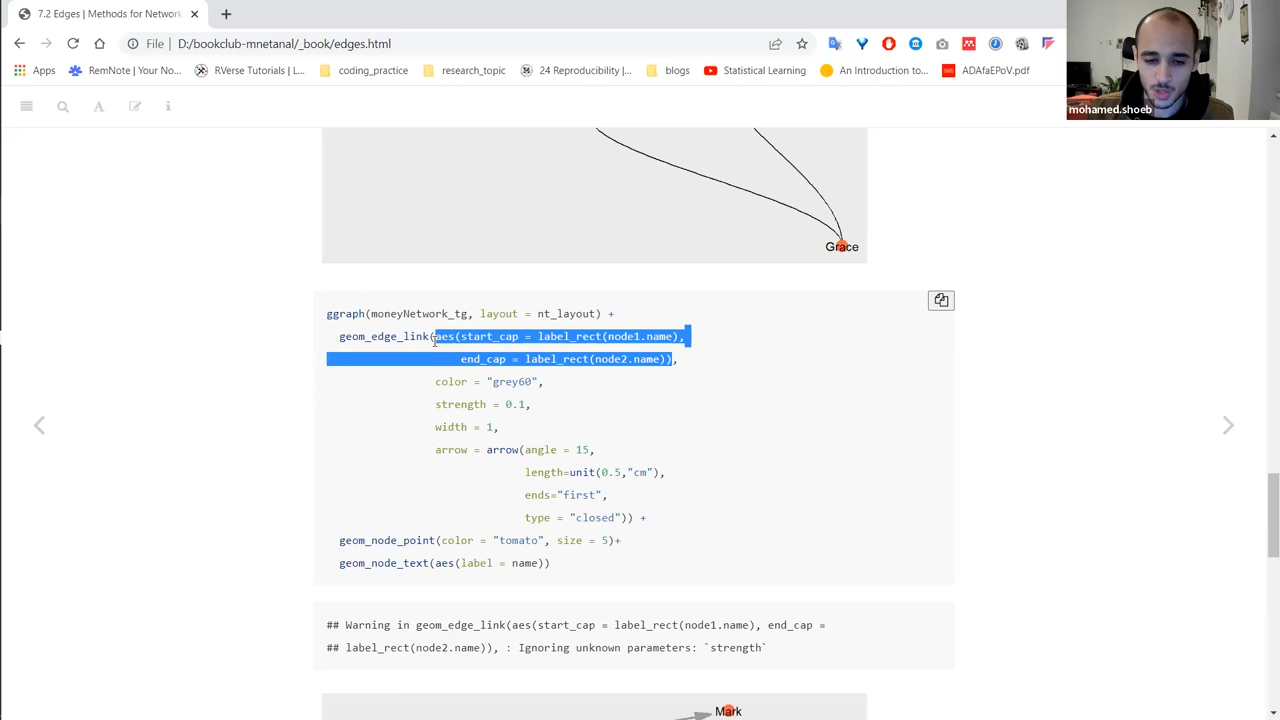 7.2 Edges | Methods for Network
File D:/bookclub-mnetanal/_book/edges.html
Apps RemNote | Your No... RVerse Tutorials | L... coding_practice research_topic 24 Reproducibility |... blogs Statistical Learning An Introduction to... ADAfaEPoV.pdf
mohamed.shoeb
Grace
ggraph(moneyNetwork_tg, layout = nt_layout) +
geom_edge_link(aes(start_cap = label_rect(node1.name),
end_cap = label_rect(node2.name)),
color = "grey60",
strength = 0.1,
width = 1,
arrow = arrow(angle = 15,
length=unit(0.5,"cm"),
ends="first",
type = "closed")) +
geom_node_point(color = "tomato", size = 5)+
geom_node_text(aes(label = name))
## Warning in geom_edge_link(aes(start_cap = label_rect(node1.name), end_cap =
## label_rect(node2.name)), : Ignoring unknown parameters: `strength`
Mark